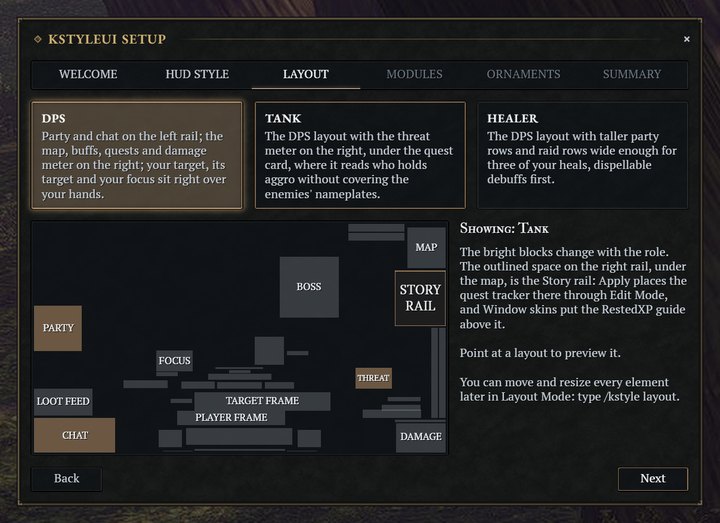 KSTYLEUI SETUP
×
WELCOME
HUD STYLE
LAYOUT
MODULES
ORNAMENTS
SUMMARY
DPS
Party and chat on the left rail; the
map, buffs, quests and damage
meter on the right; your target, its
target and your focus sit right over
your hands.
TANK
The DPS layout with the threat
meter on the right, under the quest
card, where it reads who holds
aggro without covering the
enemies' nameplates.
HEALER
The DPS layout with taller party
rows and raid rows wide enough for
three of your heals, dispellable
debuffs first.
MAP
BOSS
STORY
RAIL
PARTY
FOCUS
THREAT
LOOT FEED
TARGET FRAME
PLAYER FRAME
CHAT
DAMAGE
Showing: Tank
The bright blocks change with the role.
The outlined space on the right rail, under
the map, is the Story rail: Apply places the
quest tracker there through Edit Mode,
and Window skins put the RestedXP guide
above it.
Point at a layout to preview it.
You can move and resize every element
later in Layout Mode: type /kstyle layout.
Back
Next